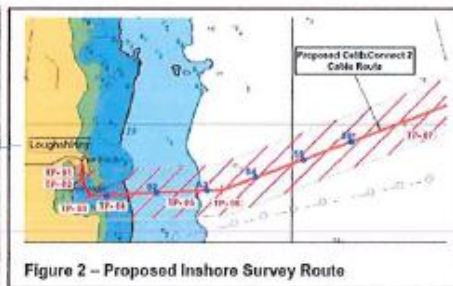 Proposed CeltixConnect 2
Cable Route
TP-07
Loughshinny
TP-01
TP-02
TP-03
TP-04
TP-05
TP-06
Figure 2 – Proposed Inshore Survey Route